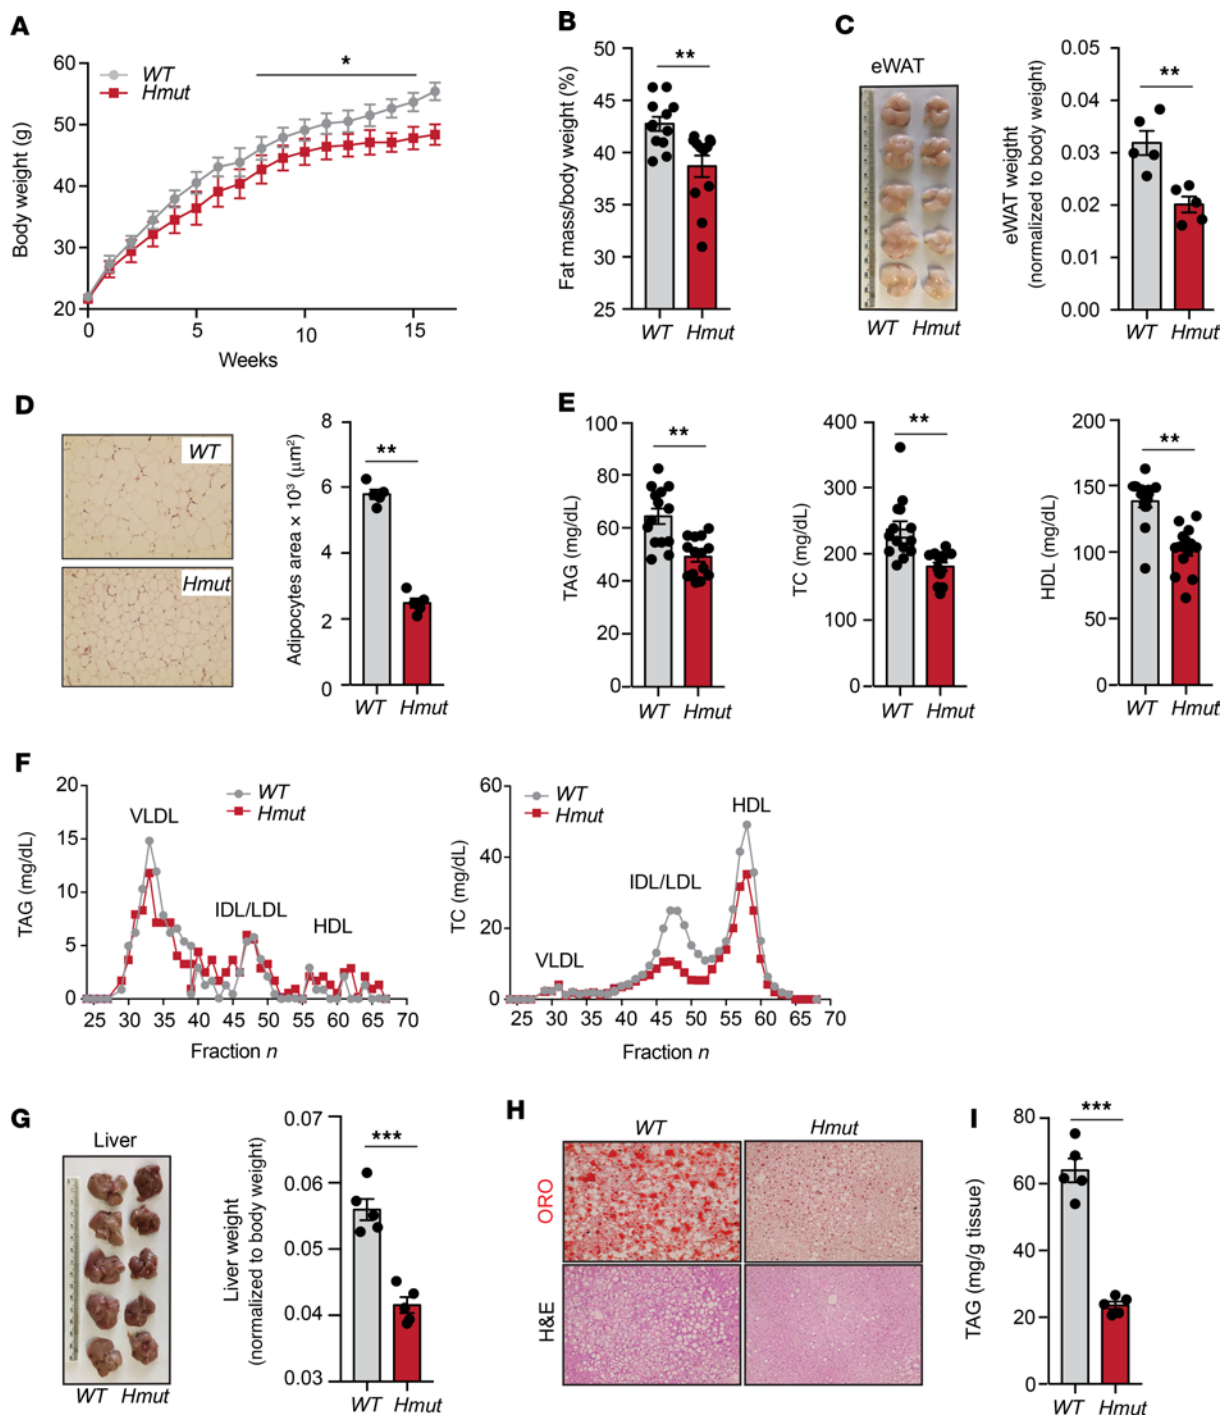 A
Body weight (g)
60
50
40
30
20
WT
Hmut
*
0
5
10
15
Weeks
B
Fat mass/body weight (%)
50
45
40
35
30
25
**
WT
Hmut
C
eWAT
WT
Hmut
eWAT weigtht
(normalized to body weight)
0.05
0.04
0.03
0.02
0.01
0.00
**
WT
Hmut
D
WT
Hmut
Adipocytes area × 10³ (μm²)
8
6
4
2
0
**
WT
Hmut
E
TAG (mg/dL)
100
80
60
40
20
0
**
WT
Hmut
TC (mg/dL)
400
300
200
100
0
**
WT
Hmut
HDL (mg/dL)
200
150
100
50
0
**
WT
Hmut
F
TAG (mg/dL)
20
15
10
5
0
WT
Hmut
VLDL
IDL/LDL
HDL
25 30 35 40 45 50 55 60 65 70
Fraction n
TC (mg/dL)
60
40
20
0
WT
Hmut
VLDL
IDL/LDL
HDL
25 30 35 40 45 50 55 60 65 70
Fraction n
G
Liver
WT
Hmut
Liver weight
(normalized to body weight)
0.07
0.06
0.05
0.04
0.03
***
WT
Hmut
H
WT
Hmut
ORO
H&E
I
TAG (mg/g tissue)
80
60
40
20
0
***
WT
Hmut